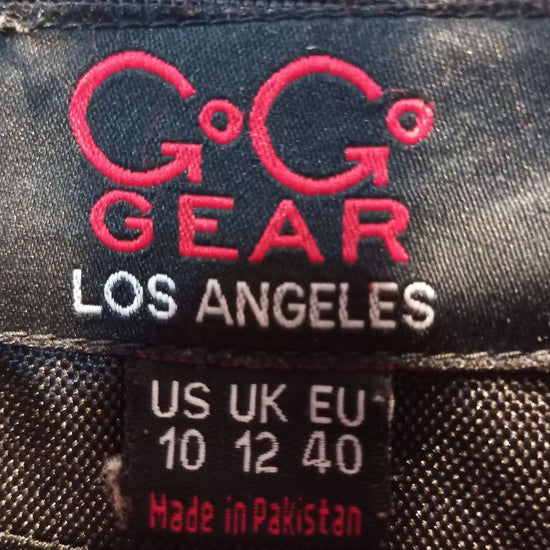 GoGo
GEAR
LOS ANGELES
US UK EU
10 12 40
Made in Pakistan